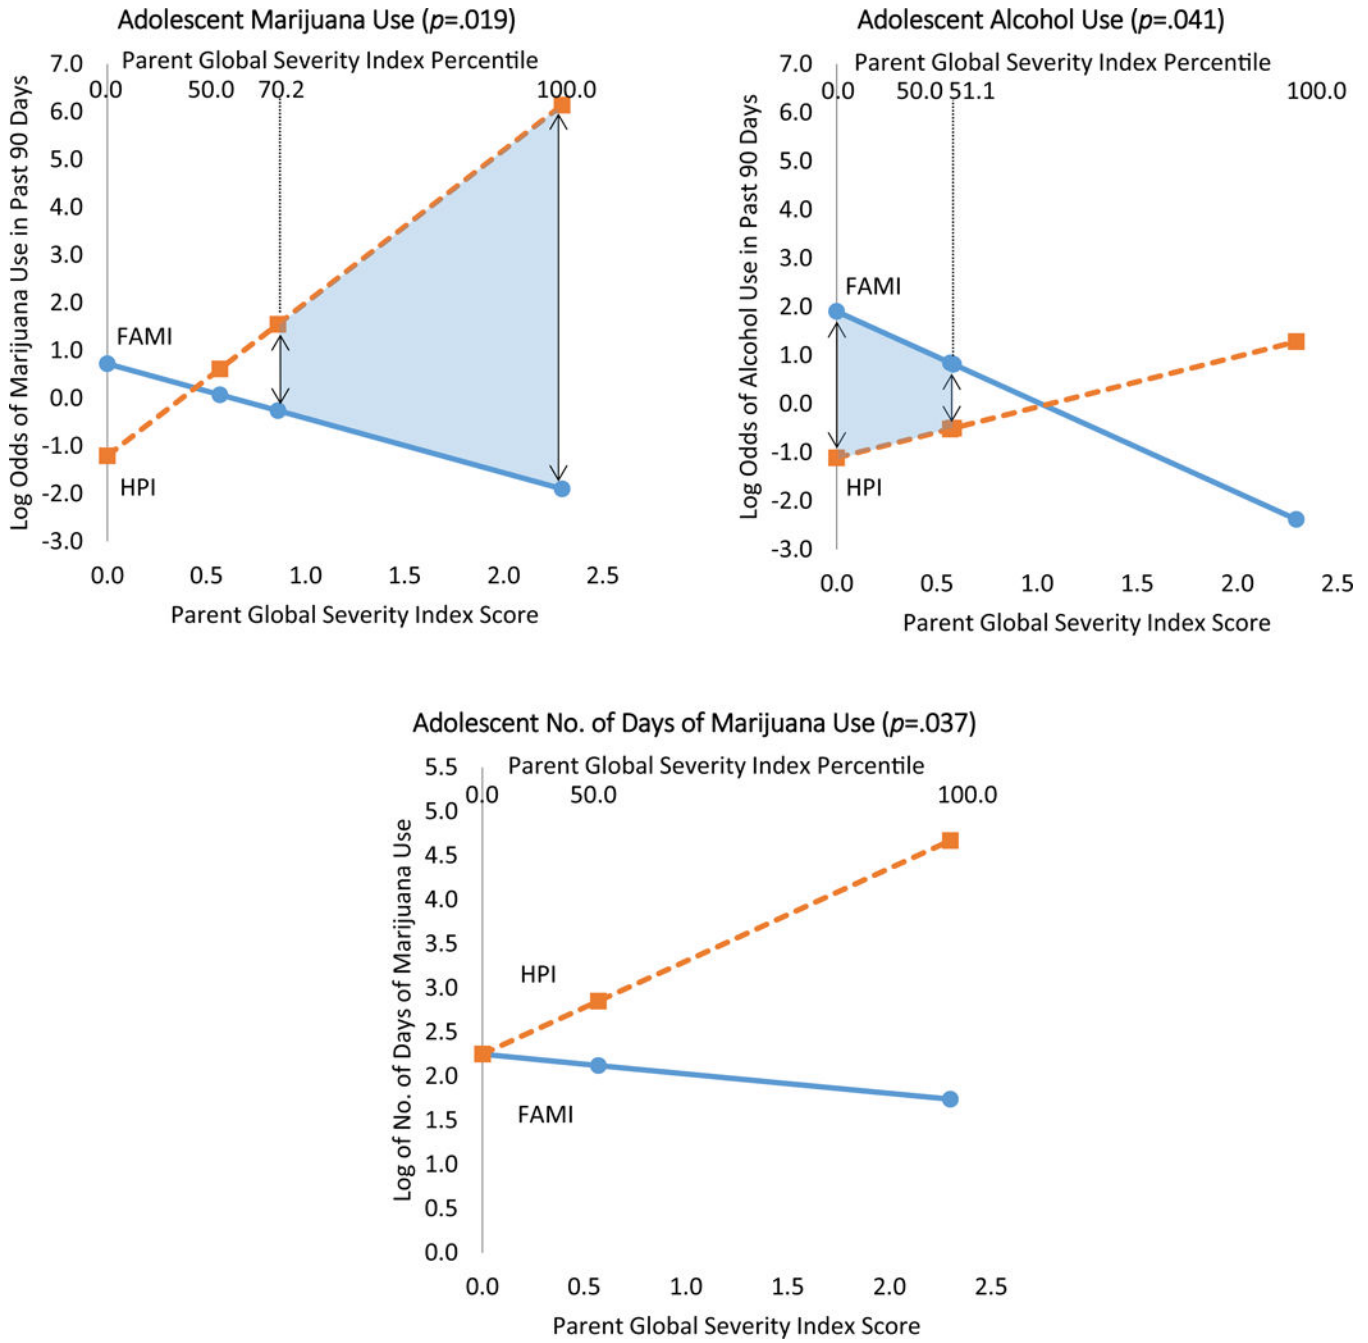 Adolescent Marijuana Use (p=.019)
Parent Global Severity Index Percentile
0.0 50.0 70.2 100.0
7.0
6.0
5.0
4.0
3.0
2.0
1.0
0.0
-1.0
-2.0
-3.0
Log Odds of Marijuana Use in Past 90 Days
FAMI
HPI
0.0 0.5 1.0 1.5 2.0 2.5
Parent Global Severity Index Score
Adolescent Alcohol Use (p=.041)
Parent Global Severity Index Percentile
0.0 50.0 51.1 100.0
7.0
6.0
5.0
4.0
3.0
2.0
1.0
0.0
-1.0
-2.0
-3.0
Log Odds of Alcohol Use in Past 90 Days
FAMI
HPI
0.0 0.5 1.0 1.5 2.0 2.5
Parent Global Severity Index Score
Adolescent No. of Days of Marijuana Use (p=.037)
Parent Global Severity Index Percentile
0.0 50.0 100.0
5.5
5.0
4.5
4.0
3.5
3.0
2.5
2.0
1.5
1.0
0.5
0.0
Log of No. of Days of Marijuana Use
HPI
FAMI
0.0 0.5 1.0 1.5 2.0 2.5
Parent Global Severity Index Score